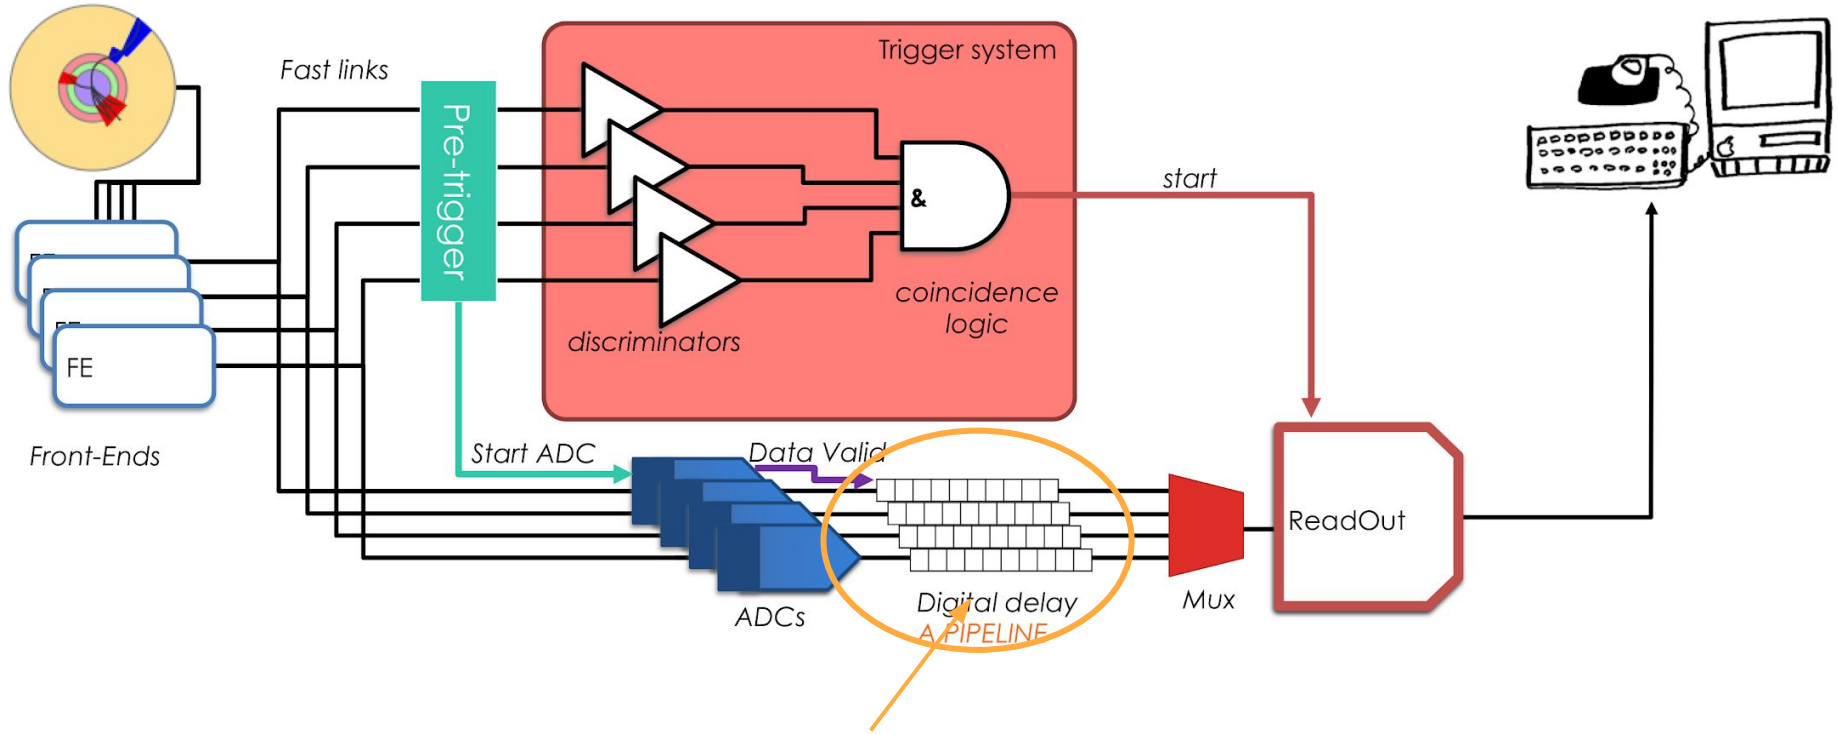 Fast links
Trigger system
Pre-trigger
&
start
coincidence
logic
discriminators
FE
Front-Ends
Start ADC
Data Valid
ReadOut
ADCs
Digital delay
A PIPELINE
Mux